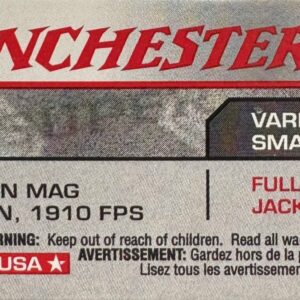 NCHESTER
VARI
SMA
N MAG
N, 1910 FPS
FULL
JACK
RNING: Keep out of reach of children. Read all wa
AVERTISSEMENT: Gardez hors de la p
Lisez tous les avertissemen
USA ★